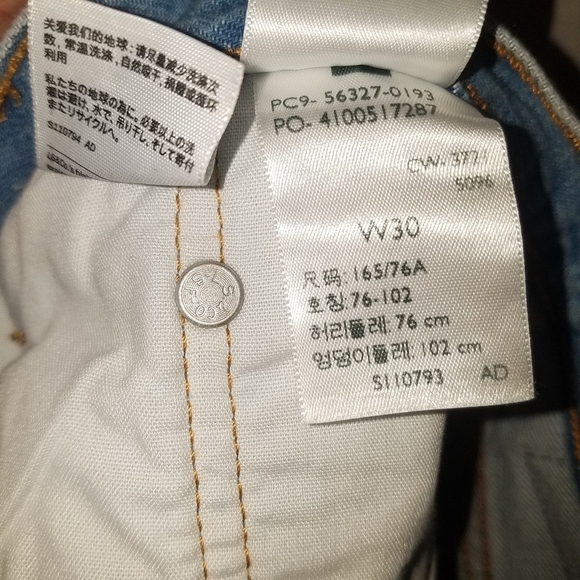 关爱我们的地球: 请尽量减少洗涤次
数, 常温洗涤, 自然晾干, 捐赠或循环
利用
私たちの地球の為に。必要以上の洗
濯は避け、水で、吊り干し、そして寄付
またリサイクルへ。
S110794 AD
PC9- 56327-0193
PO- 4100517287
CW- 3771
5096
W30
尺码: 165/76A
호칭: 76-102
허리둘레: 76 cm
엉덩이둘레: 102 cm
S110793 AD